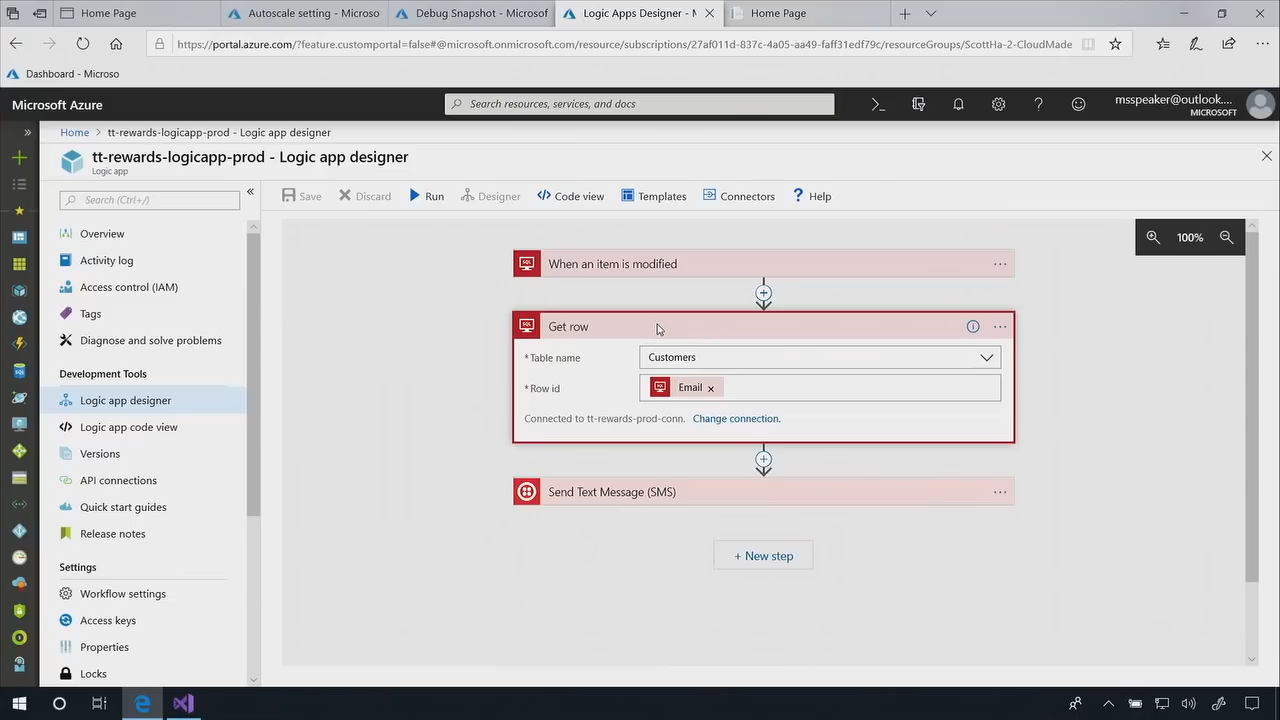 Home Page
Autoscale setting - Microso
Debug Snapshot - Microsof
Logic Apps Designer - M
Home Page
https://portal.azure.com/?feature.customportal=false#@microsoft.onmicrosoft.com/resource/subscriptions/27af011d-837c-4a05-aa49-faff31edf79c/resourceGroups/ScottHa-2-CloudMade
Dashboard - Microso
Microsoft Azure
Search resources, services, and docs
msspeaker@outlook....
MICROSOFT
Home > tt-rewards-logicapp-prod - Logic app designer
tt-rewards-logicapp-prod - Logic app designer
Logic app
Search (Ctrl+/)
Save
Discard
Run
Designer
Code view
Templates
Connectors
Help
Overview
Activity log
Access control (IAM)
Tags
Diagnose and solve problems
Development Tools
Logic app designer
Logic app code view
Versions
API connections
Quick start guides
Release notes
Settings
Workflow settings
Access keys
Properties
Locks
100%
SQL When an item is modified
SQL Get row
* Table name Customers
* Row id Email ×
Connected to tt-rewards-prod-conn. Change connection.
Send Text Message (SMS)
+ New step